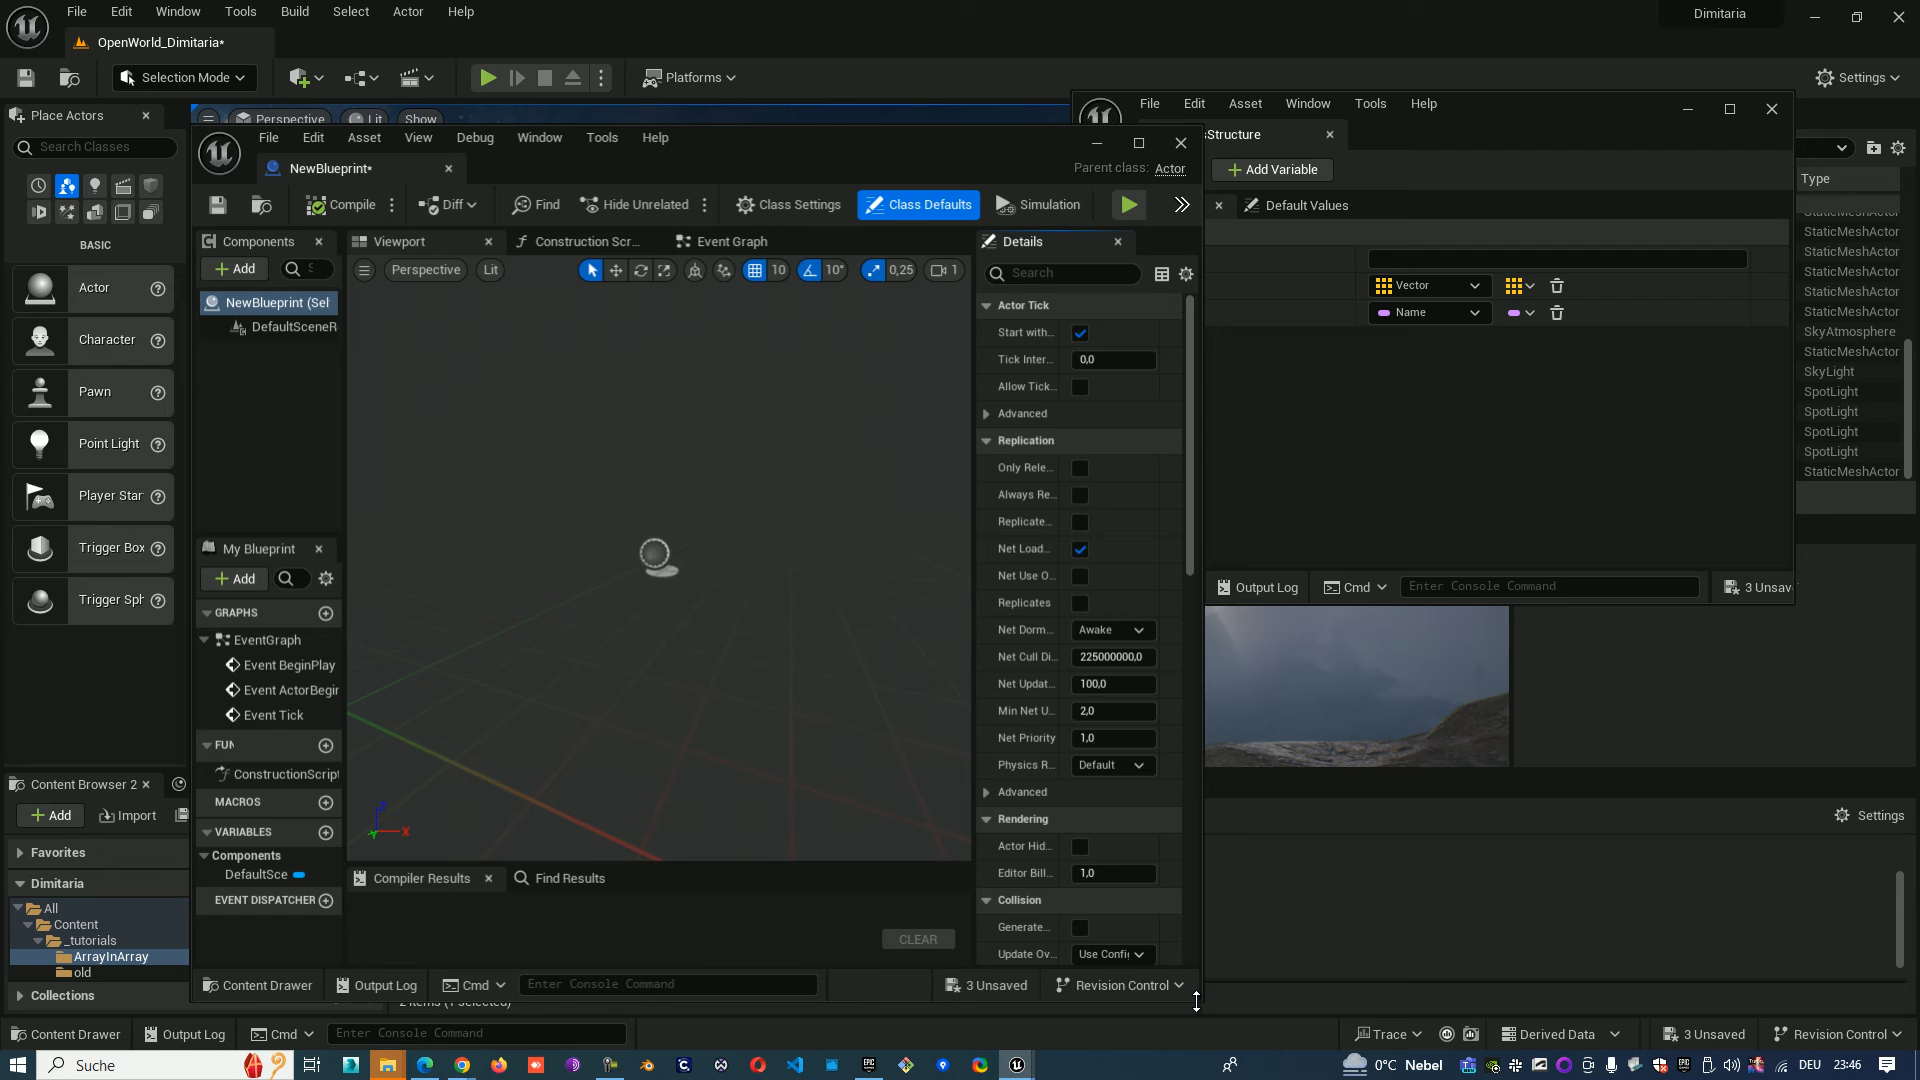 File Edit Window Tools Build Select Actor Help
Dimitaria
OpenWorld_Dimitaria*
Selection Mode
Platforms
Settings
Place Actors
Search Classes
BASIC
Actor
Character
Pawn
Point Light
Player Star
Trigger Box
Trigger Sph
Perspective Lit Show
File Edit Asset View Debug Window Tools Help
NewBlueprint*
Parent class: Actor
Compile Diff Find Hide Unrelated Class Settings Class Defaults Simulation
Components
Add
NewBlueprint (Sel
DefaultSceneR
Viewport Construction Scr... Event Graph
Perspective Lit 10 10° 0,25 1
My Blueprint
Add
GRAPHS
EventGraph
Event BeginPlay
Event ActorBegin
Event Tick
FUN
ConstructionScript
MACROS
VARIABLES
Components
DefaultSce
EVENT DISPATCHER
Compiler Results Find Results
CLEAR
Details
Search
Actor Tick
Start with...
Tick Inter... 0,0
Allow Tick...
Advanced
Replication
Only Rele...
Always Re...
Replicate...
Net Load...
Net Use O...
Replicates
Net Dorm... Awake
Net Cull Di... 225000000,0
Net Updat... 100,0
Min Net U... 2,0
Net Priority 1,0
Physics R... Default
Advanced
Rendering
Actor Hid...
Editor Bill... 1,0
Collision
Generate...
Update Ov... Use Config
Content Drawer Output Log Cmd Enter Console Command 3 Unsaved Revision Control
File Edit Asset Window Tools Help
sStructure
Add Variable
Default Values
Vector
Name
Output Log Cmd Enter Console Command 3 Unsav
Type
StaticMeshActor
StaticMeshActor
StaticMeshActor
StaticMeshActor
StaticMeshActor
StaticMeshActor
SkyAtmosphere
StaticMeshActor
SkyLight
SpotLight
SpotLight
SpotLight
SpotLight
StaticMeshActor
Settings
Content Browser 2
Add Import
Favorites
Dimitaria
All
Content
_tutorials
ArrayInArray
old
Collections
2 items (1 selected)
Content Drawer Output Log Cmd Enter Console Command
Trace Derived Data 3 Unsaved Revision Control
Suche
0°C Nebel
DEU 23:46